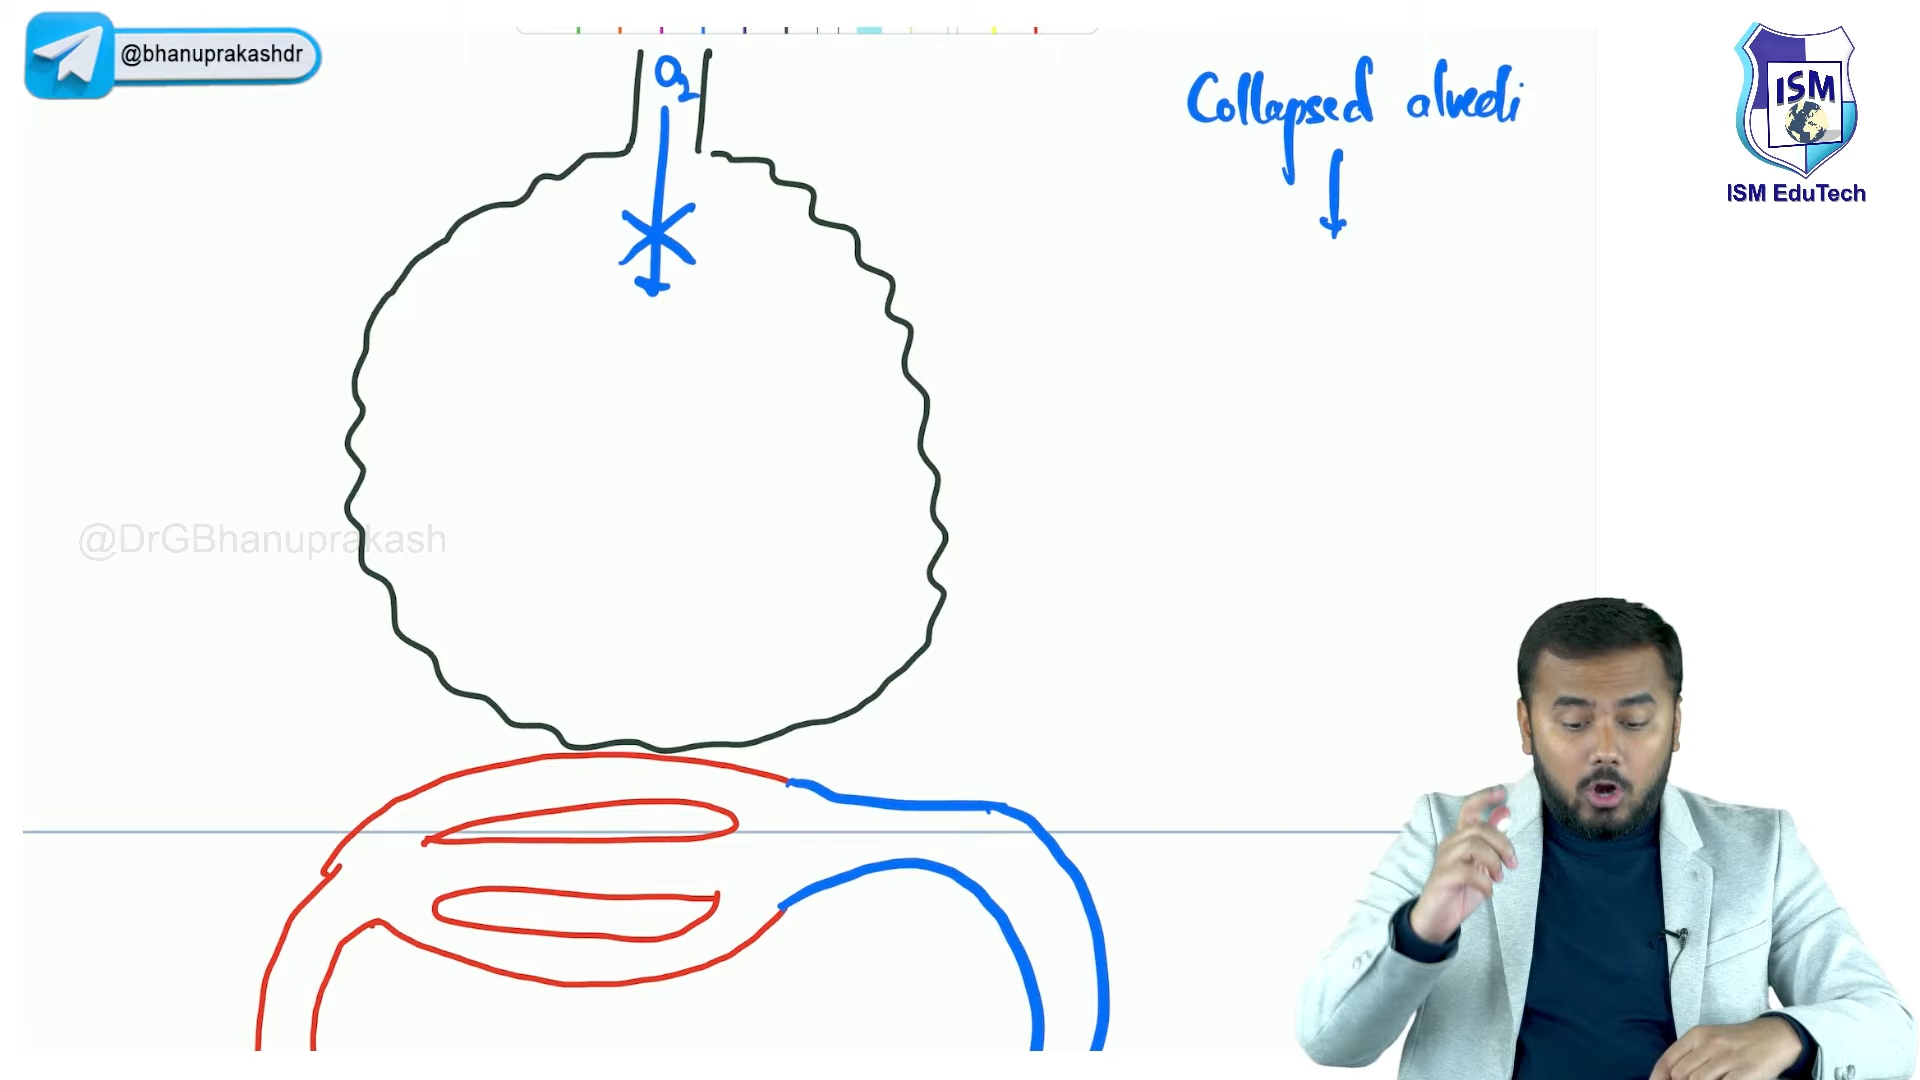 @bhanuprakashdr
O2
Collapsed alveoli
ISM
ISM EduTech
@DrGBhanuprakash